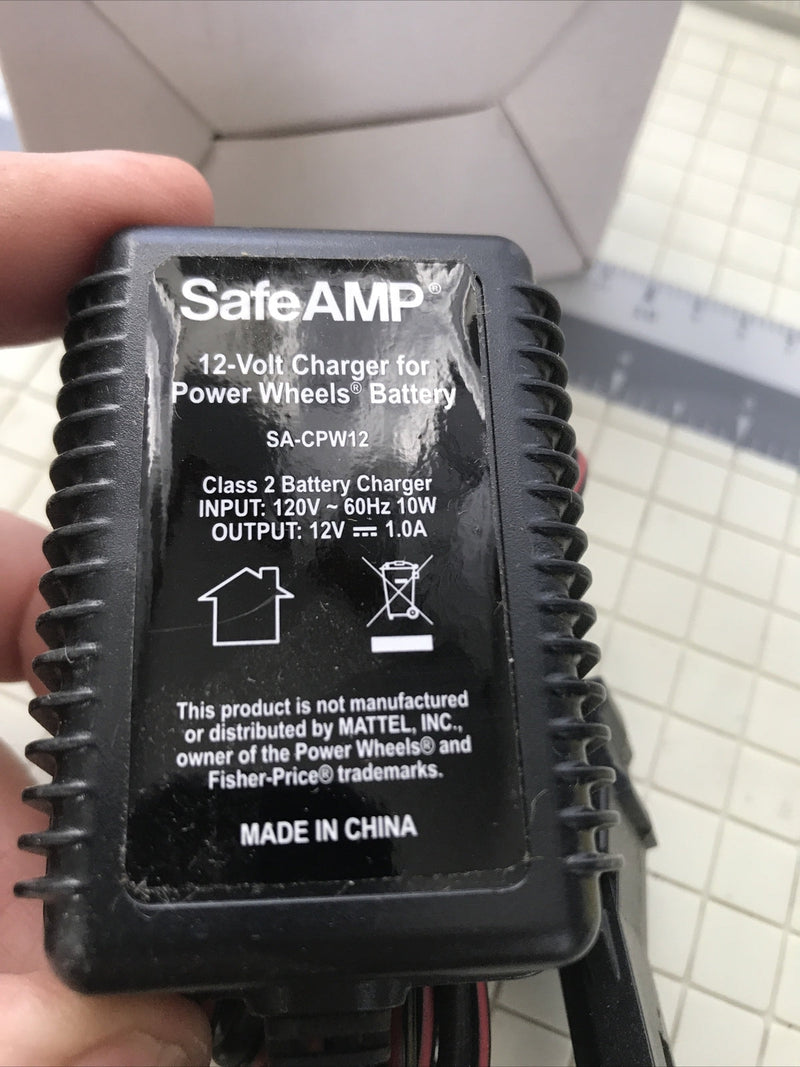 SafeAMP®
12-Volt Charger for
Power Wheels® Battery
SA-CPW12
Class 2 Battery Charger
INPUT: 120V ~ 60Hz 10W
OUTPUT: 12V ⎓ 1.0A
This product is not manufactured
or distributed by MATTEL, INC.,
owner of the Power Wheels® and
Fisher-Price® trademarks.
MADE IN CHINA